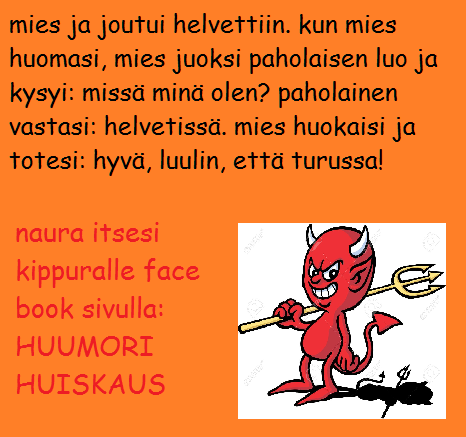 mies ja joutui helvettiin. kun mies
huomasi, mies juoksi paholaisen luo ja
kysyi: missä minä olen? paholainen
vastasi: helvetissä. mies huokaisi ja
totesi: hyvä, luulin, että turussa!
naura itsesi
kippuralle face
book sivulla:
HUUMORI
HUISKAUS